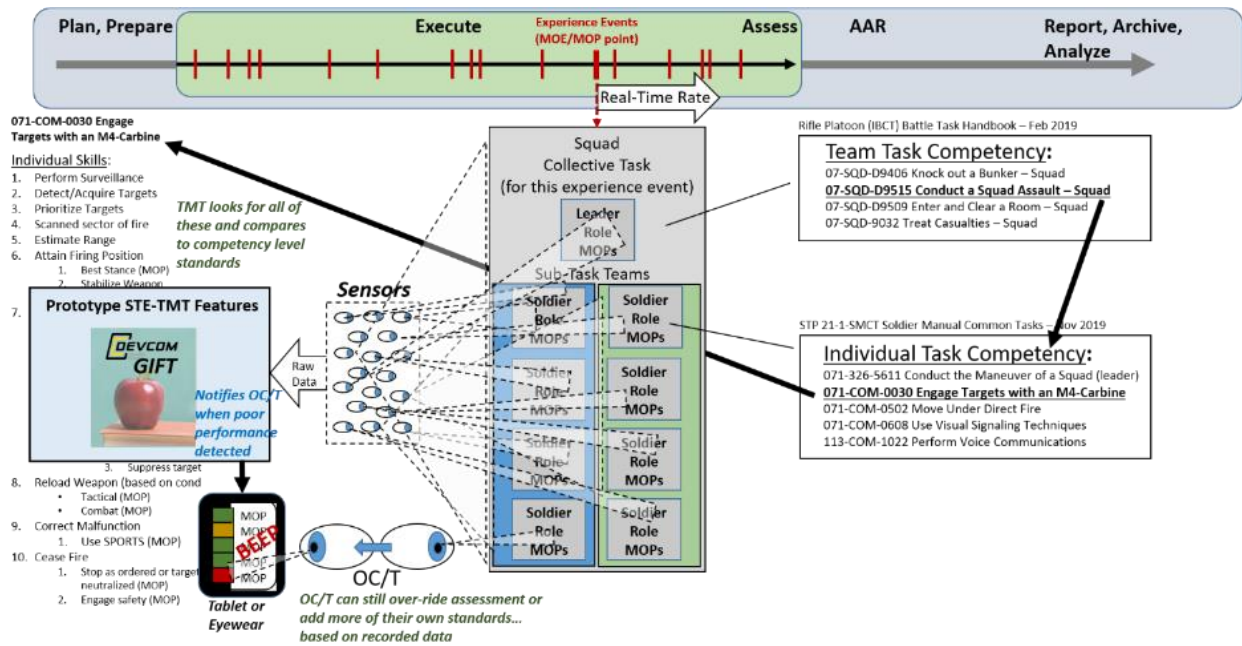 Plan, Prepare
Execute
Experience Events
(MOE/MOP point)
Assess
AAR
Report, Archive,
Analyze
Real-Time Rate
071-COM-0030 Engage
Targets with an M4-Carbine
Individual Skills:
1. Perform Surveillance
2. Detect/Acquire Targets
3. Prioritize Targets
4. Scanned sector of fire
5. Estimate Range
6. Attain Firing Position
1. Best Stance (MOP)
2. Stabilize Weapon
7.
TMT looks for all of
these and compares
to competency level
standards
Prototype STE-TMT Features
DEVCOM
GIFT
Notifies OC/T
when poor
performance
detected
3. Suppress target
8. Reload Weapon (based on cond
• Tactical (MOP)
• Combat (MOP)
9. Correct Malfunction
1. Use SPORTS (MOP)
10. Cease Fire
1. Stop as ordered or target
neutralized (MOP)
2. Engage safety (MOP)
MOP
MOP
MOP
MOP
BEEP
Tablet or
Eyewear
Raw
Data
Sensors
OC/T
OC/T can still over-ride assessment or
add more of their own standards…
based on recorded data
Squad
Collective Task
(for this experience event)
Leader
Role
MOPs
Sub-Task Teams
Soldier
Role
MOPs
Soldier
Role
MOPs
Soldier
Role
MOPs
Soldier
Role
MOPs
Soldier
Role
MOPs
Soldier
Role
MOPs
Soldier
Role
MOPs
Soldier
Role
MOPs
Rifle Platoon (IBCT) Battle Task Handbook – Feb 2019
Team Task Competency:
07-SQD-D9406 Knock out a Bunker – Squad
07-SQD-D9515 Conduct a Squad Assault – Squad
07-SQD-D9509 Enter and Clear a Room – Squad
07-SQD-9032 Treat Casualties – Squad
STP 21-1-SMCT Soldier Manual Common Tasks – Nov 2019
Individual Task Competency:
071-326-5611 Conduct the Maneuver of a Squad (leader)
071-COM-0030 Engage Targets with an M4-Carbine
071-COM-0502 Move Under Direct Fire
071-COM-0608 Use Visual Signaling Techniques
113-COM-1022 Perform Voice Communications